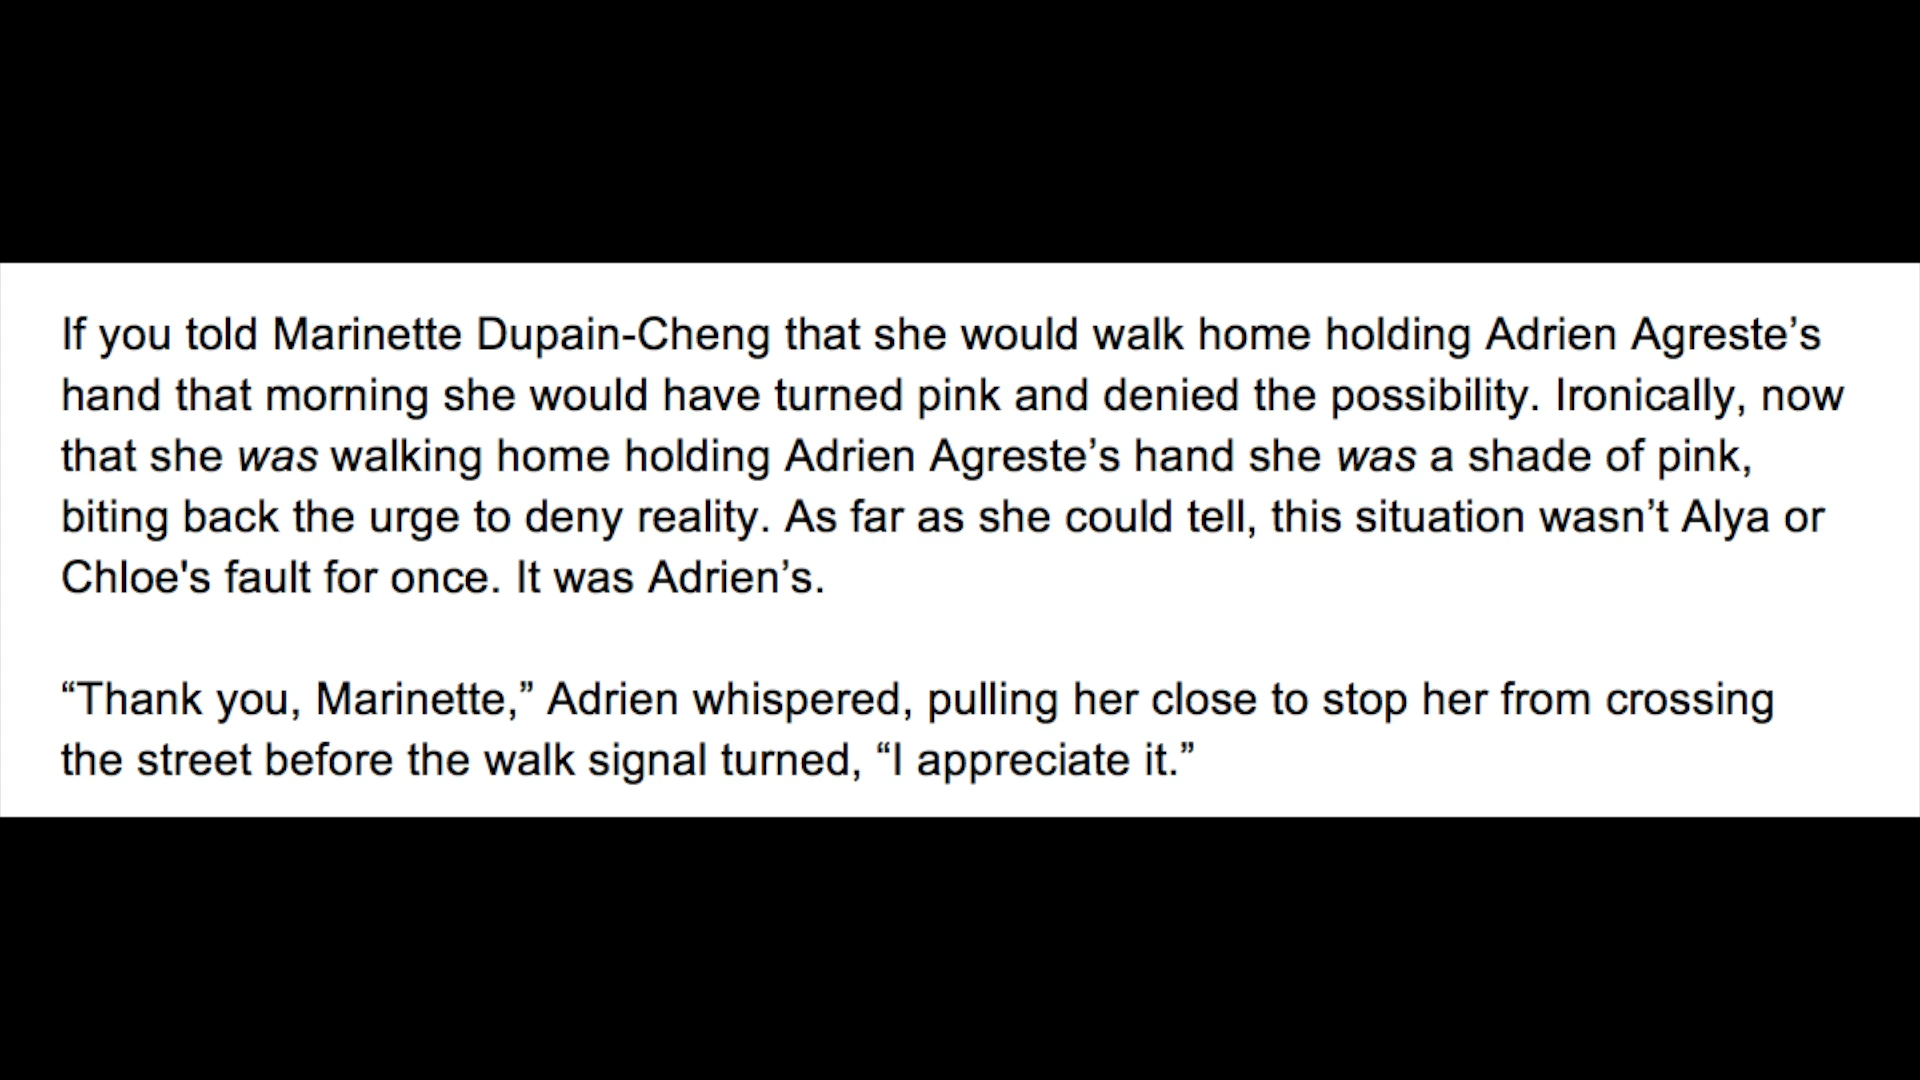 If you told Marinette Dupain-Cheng that she would walk home holding Adrien Agreste’s
hand that morning she would have turned pink and denied the possibility. Ironically, now
that she was walking home holding Adrien Agreste’s hand she was a shade of pink,
biting back the urge to deny reality. As far as she could tell, this situation wasn’t Alya or
Chloe's fault for once. It was Adrien’s.
“Thank you, Marinette,” Adrien whispered, pulling her close to stop her from crossing
the street before the walk signal turned, “I appreciate it.”